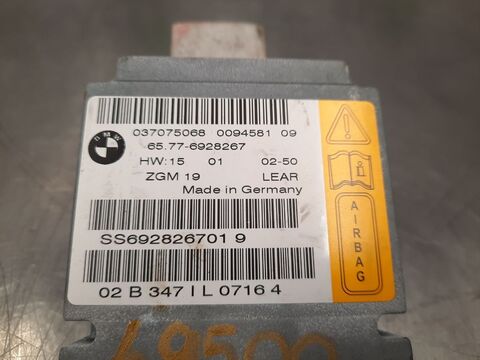 BMW
037075068 0094581 09
65.77-6928267
HW:15 01 02-50
ZGM 19 LEAR
Made in Germany
SS692826701 9
02 B 347 I L 0716 4
AIRBAG